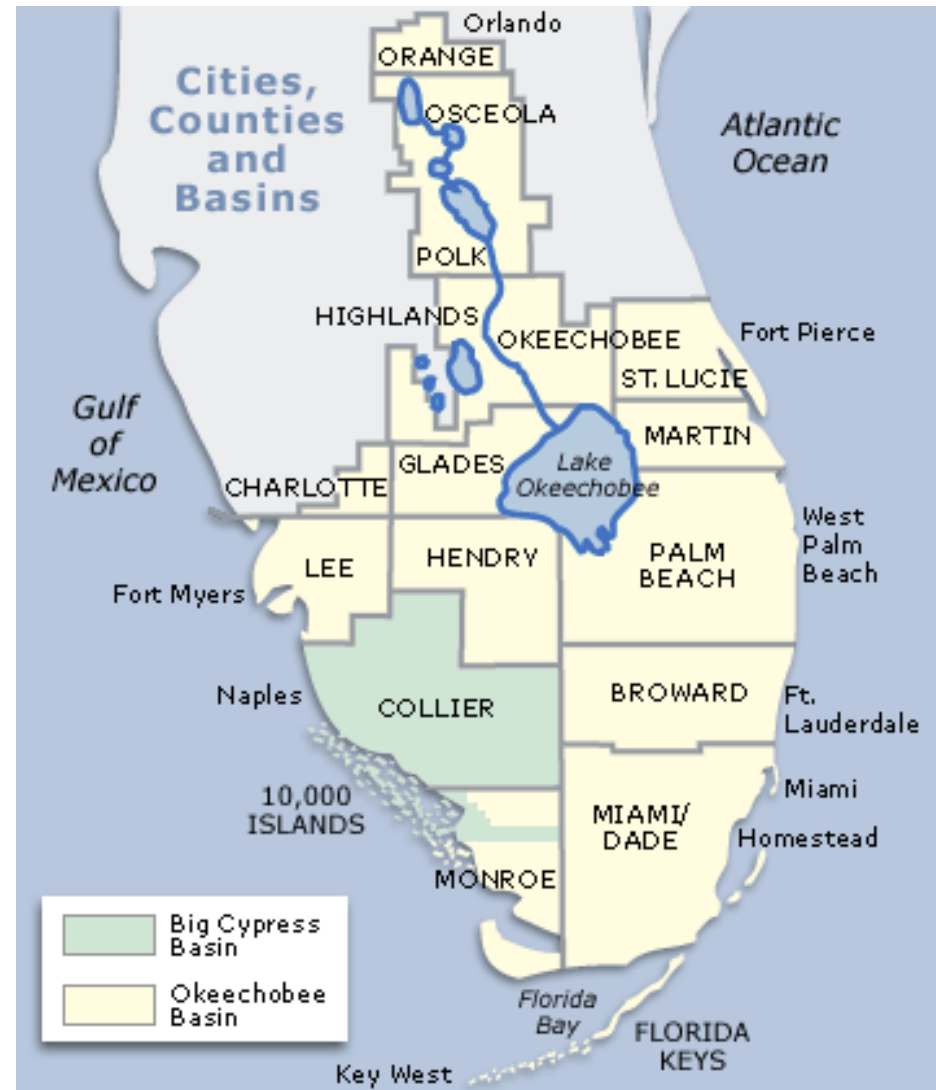 Orlando
ORANGE
Cities,
Counties
and
Basins
OSCEOLA
Atlantic
Ocean
POLK
HIGHLANDS
OKEECHOBEE
Fort Pierce
ST. LUCIE
Gulf
of
Mexico
MARTIN
GLADES
Lake
Okeechobee
CHARLOTTE
West
Palm
Beach
LEE
HENDRY
PALM
BEACH
Fort Myers
Naples
COLLIER
BROWARD
Ft.
Lauderdale
10,000
ISLANDS
Miami
MIAMI/
DADE
Homestead
MONROE
Big Cypress
Basin
Okeechobee
Basin
Florida
Bay
FLORIDA
KEYS
Key West